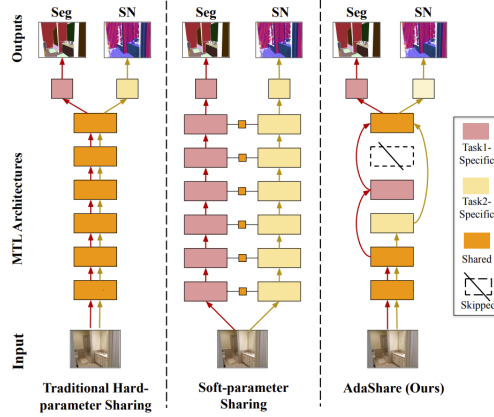 Outputs
Seg
SN
Seg
SN
Seg
SN
MTL Architectures
Task1-
Specific
Task2-
Specific
Shared
Skipped
Input
Traditional Hard-
parameter Sharing
Soft-parameter
Sharing
AdaShare (Ours)